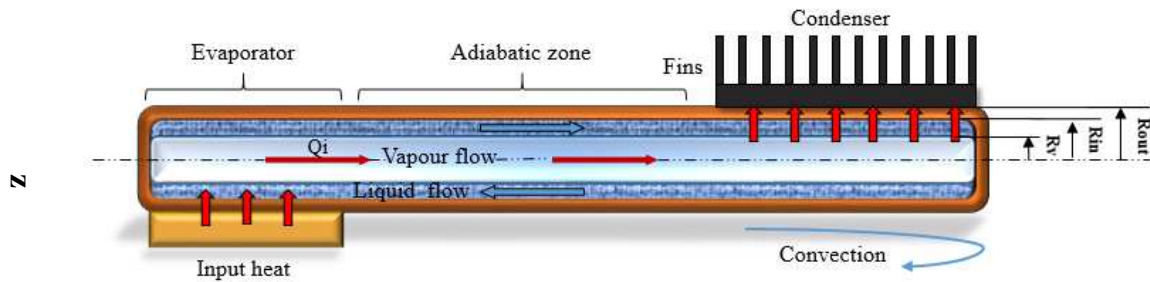 Condenser
Evaporator
Adiabatic zone
Fins
Qi
Vapour flow
Liquid flow
Rv
Rin
Rout
z
Convection
Input heat